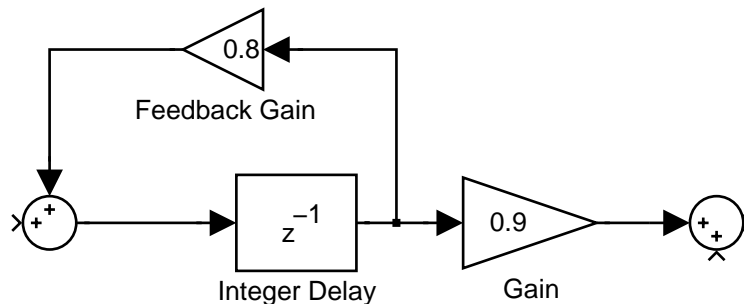 0.8
Feedback Gain
+
+
z
−1
0.9
+
+
Integer Delay
Gain